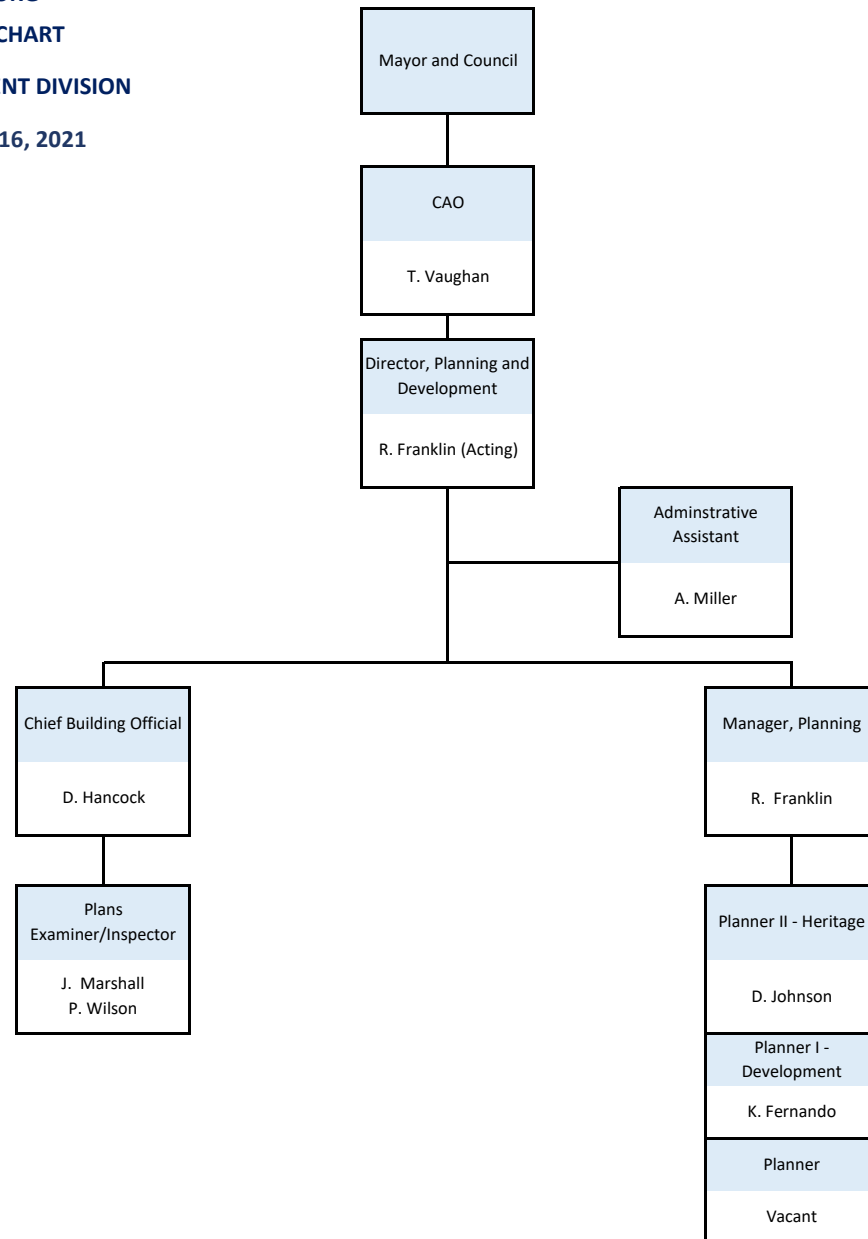 CHART
DIVISION
16, 2021
Mayor and Council
CAO
T. Vaughan
Director, Planning and
Development
R. Franklin (Acting)
Adminstrative
Assistant
A. Miller
Chief Building Official
D. Hancock
Manager, Planning
R. Franklin
Plans
Examiner/Inspector
J. Marshall
P. Wilson
Planner II - Heritage
D. Johnson
Planner I -
Development
K. Fernando
Planner
Vacant